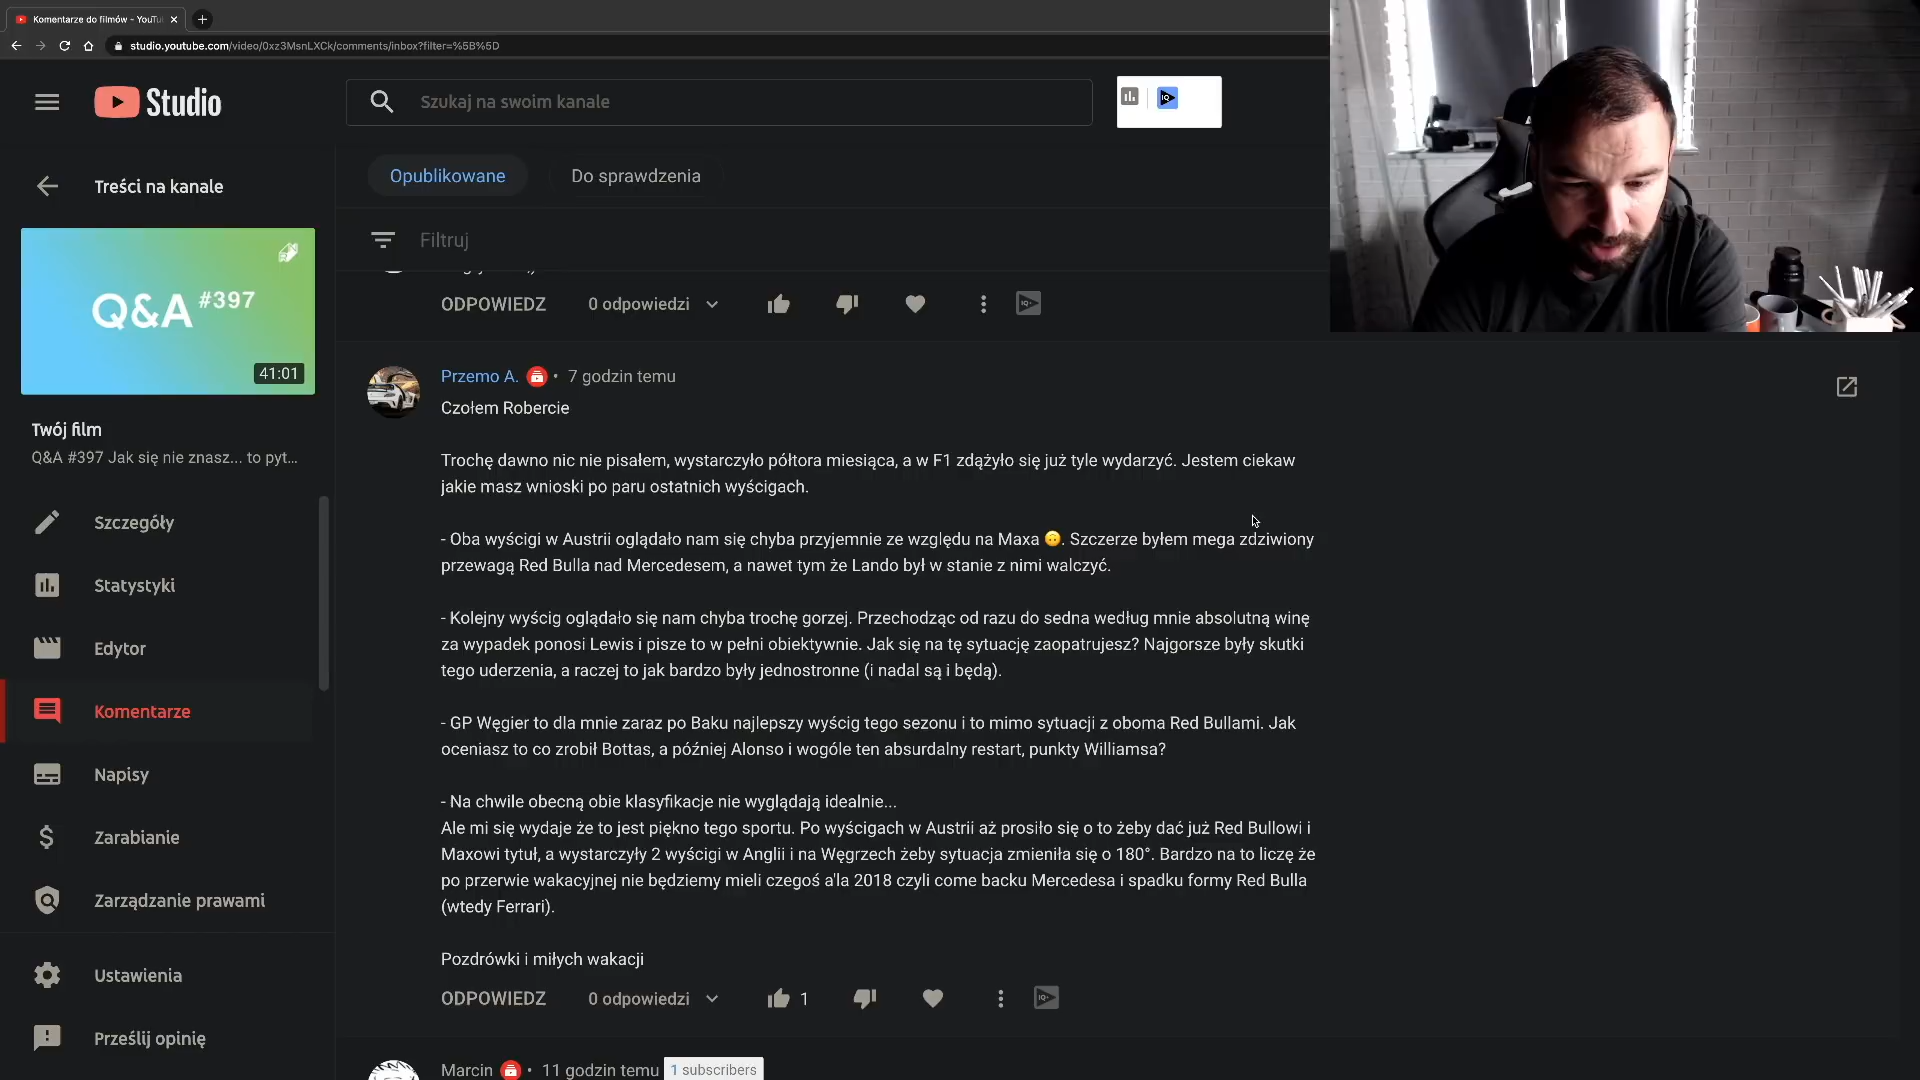 Komentarze do filmów - YouTu
studio.youtube.com/video/0xz3MsnLXCk/comments/inbox?filter=%5B%5D
Studio
Szukaj na swoim kanale
Treści na kanale
Opublikowane
Do sprawdzenia
Filtruj
Q&A #397
41:01
Twój film
Q&A #397 Jak się nie znasz... to pyt...
Szczegóły
Statystyki
Edytor
Komentarze
Napisy
Zarabianie
Zarządzanie prawami
Ustawienia
Prześlij opinię
ODPOWIEDZ 0 odpowiedzi
Przemo A. • 7 godzin temu
Czołem Robercie
Trochę dawno nic nie pisałem, wystarczyło półtora miesiąca, a w F1 zdążyło się już tyle wydarzyć. Jestem ciekaw
jakie masz wnioski po paru ostatnich wyścigach.
- Oba wyścigi w Austrii oglądało nam się chyba przyjemnie ze względu na Maxa 🙃. Szczerze byłem mega zdziwiony
przewagą Red Bulla nad Mercedesem, a nawet tym że Lando był w stanie z nimi walczyć.
- Kolejny wyścig oglądało się nam chyba trochę gorzej. Przechodząc od razu do sedna według mnie absolutną winę
za wypadek ponosi Lewis i pisze to w pełni obiektywnie. Jak się na tę sytuację zaopatrujesz? Najgorsze były skutki
tego uderzenia, a raczej to jak bardzo były jednostronne (i nadal są i będą).
- GP Węgier to dla mnie zaraz po Baku najlepszy wyścig tego sezonu i to mimo sytuacji z oboma Red Bullami. Jak
oceniasz to co zrobił Bottas, a później Alonso i wogóle ten absurdalny restart, punkty Williamsa?
- Na chwile obecną obie klasyfikacje nie wyglądają idealnie...
Ale mi się wydaje że to jest piękno tego sportu. Po wyścigach w Austrii aż prosiło się o to żeby dać już Red Bullowi i
Maxowi tytuł, a wystarczyły 2 wyścigi w Anglii i na Węgrzech żeby sytuacja zmieniła się o 180°. Bardzo na to liczę że
po przerwie wakacyjnej nie będziemy mieli czegoś a'la 2018 czyli come backu Mercedesa i spadku formy Red Bulla
(wtedy Ferrari).
Pozdrówki i miłych wakacji
ODPOWIEDZ 0 odpowiedzi 1
Marcin • 11 godzin temu 1 subscribers